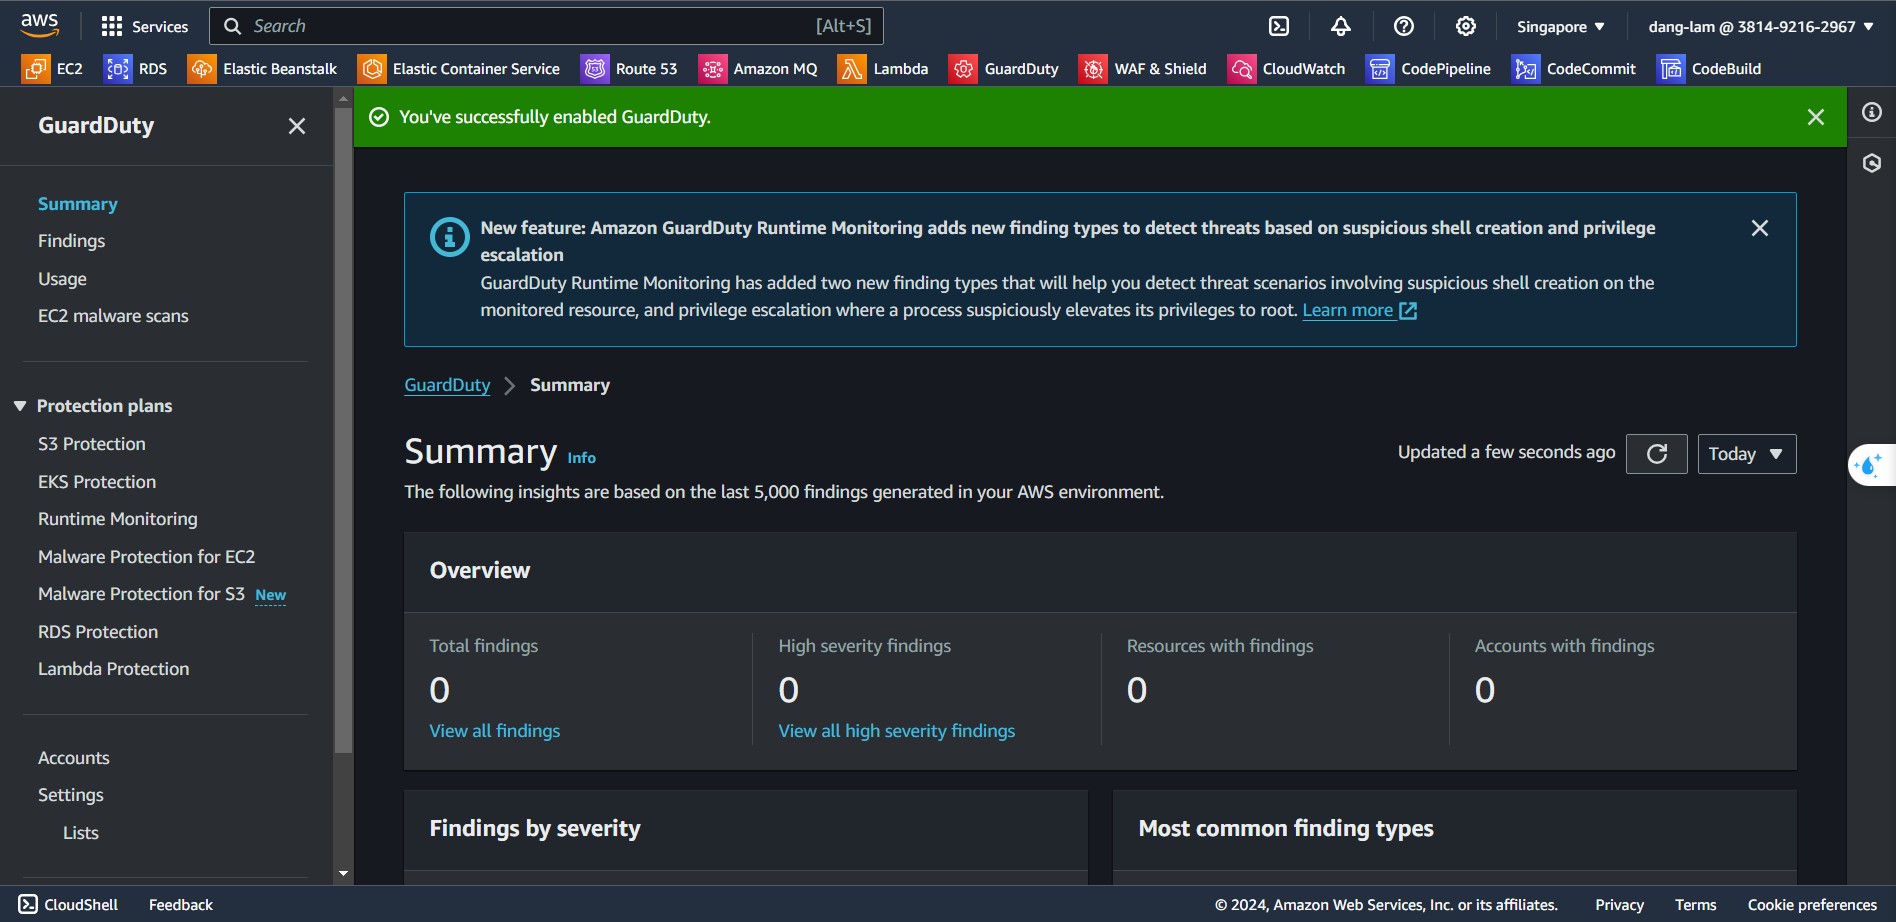 aws
Services
Search
[Alt+S]
Singapore
dang-lam @ 3814-9216-2967
EC2
RDS
Elastic Beanstalk
Elastic Container Service
Route 53
Amazon MQ
Lambda
GuardDuty
WAF & Shield
CloudWatch
CodePipeline
CodeCommit
CodeBuild
GuardDuty
Summary
Findings
Usage
EC2 malware scans
Protection plans
S3 Protection
EKS Protection
Runtime Monitoring
Malware Protection for EC2
Malware Protection for S3 New
RDS Protection
Lambda Protection
Accounts
Settings
Lists
You've successfully enabled GuardDuty.
New feature: Amazon GuardDuty Runtime Monitoring adds new finding types to detect threats based on suspicious shell creation and privilege
escalation
GuardDuty Runtime Monitoring has added two new finding types that will help you detect threat scenarios involving suspicious shell creation on the
monitored resource, and privilege escalation where a process suspiciously elevates its privileges to root. Learn more
GuardDuty
Summary
Summary Info
Updated a few seconds ago
Today
The following insights are based on the last 5,000 findings generated in your AWS environment.
Overview
Total findings
0
View all findings
High severity findings
0
View all high severity findings
Resources with findings
0
Accounts with findings
0
Findings by severity
Most common finding types
CloudShell
Feedback
© 2024, Amazon Web Services, Inc. or its affiliates.
Privacy
Terms
Cookie preferences